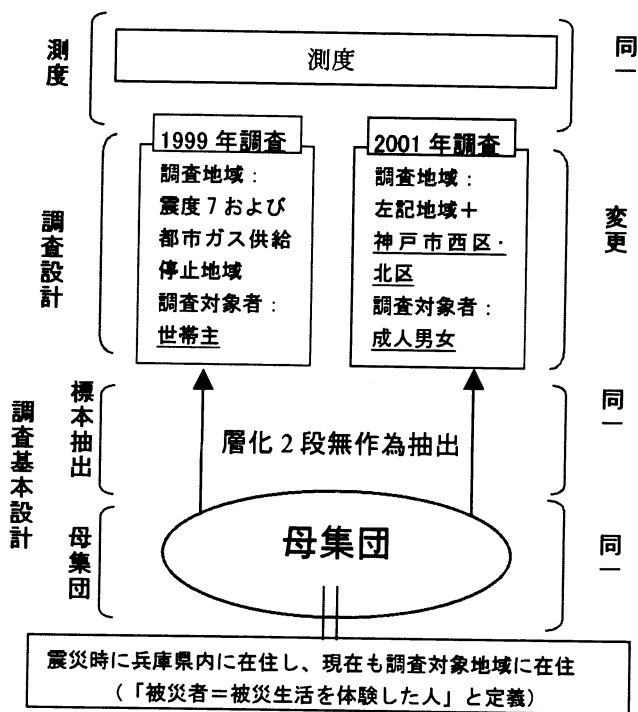 測度
測度
同一
調査設計
1999 年調査
調査地域：
震度 7 および
都市ガス供給
停止地域
調査対象者：
世帯主
2001 年調査
調査地域：
左記地域＋
神戸市西区・
北区
調査対象者：
成人男女
変更
調査基本設計
標本抽出
層化 2 段無作為抽出
同一
母集団
母集団
同一
震災時に兵庫県内に在住し、現在も調査対象地域に在住
（「被災者＝被災生活を体験した人」と定義）